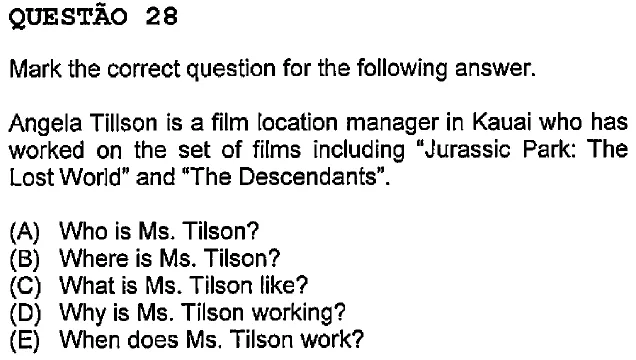 QUESTÃO 28
Mark the correct question for the following answer.
Angela Tillson is a film location manager in Kauai who has
worked on the set of films including "Jurassic Park: The
Lost World" and "The Descendants".
(A) Who is Ms. Tilson?
(B) Where is Ms. Tilson?
(C) What is Ms. Tilson like?
(D) Why is Ms. Tilson working?
(E) When does Ms. Tilson work?